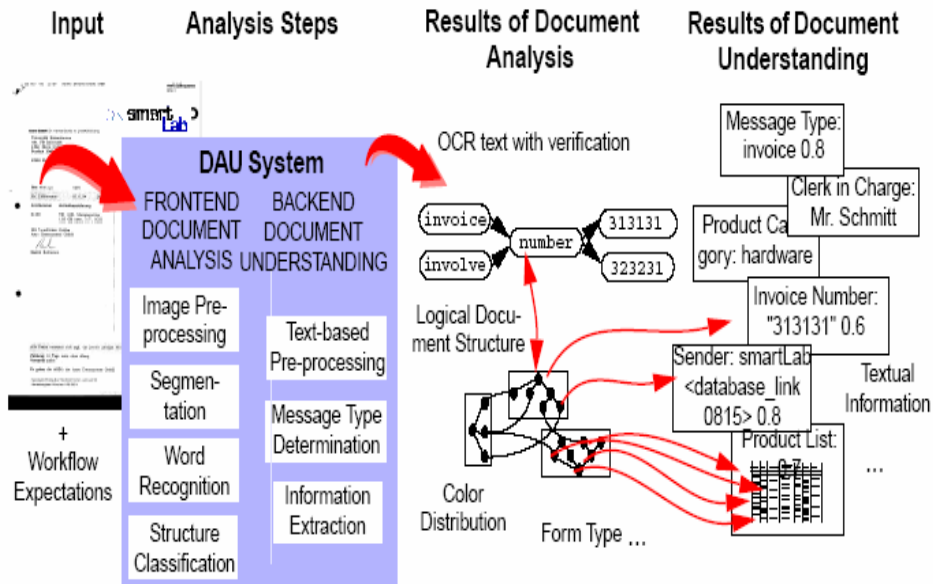 Input
Analysis Steps
Results of Document
Analysis
Results of Document
Understanding
smart
Lab
DAU System
FRONTEND
DOCUMENT
ANALYSIS
BACKEND
DOCUMENT
UNDERSTANDING
Image Pre-
processing
Segmen-
tation
Word
Recognition
Structure
Classification
Text-based
Pre-processing
Message Type
Determination
Information
Extraction
+
Workflow
Expectations
OCR text with verification
invoice
involve
number
313131
323231
Logical Docu-
ment Structure
Color
Distribution
Form Type ...
Message Type:
invoice 0.8
Clerk in Charge:
Mr. Schmitt
Product Ca
gory: hardware
Invoice Number:
"313131" 0.6
Sender: smartLab
<database_link
0815> 0.8
Product List:
0.7
Textual
Information
...